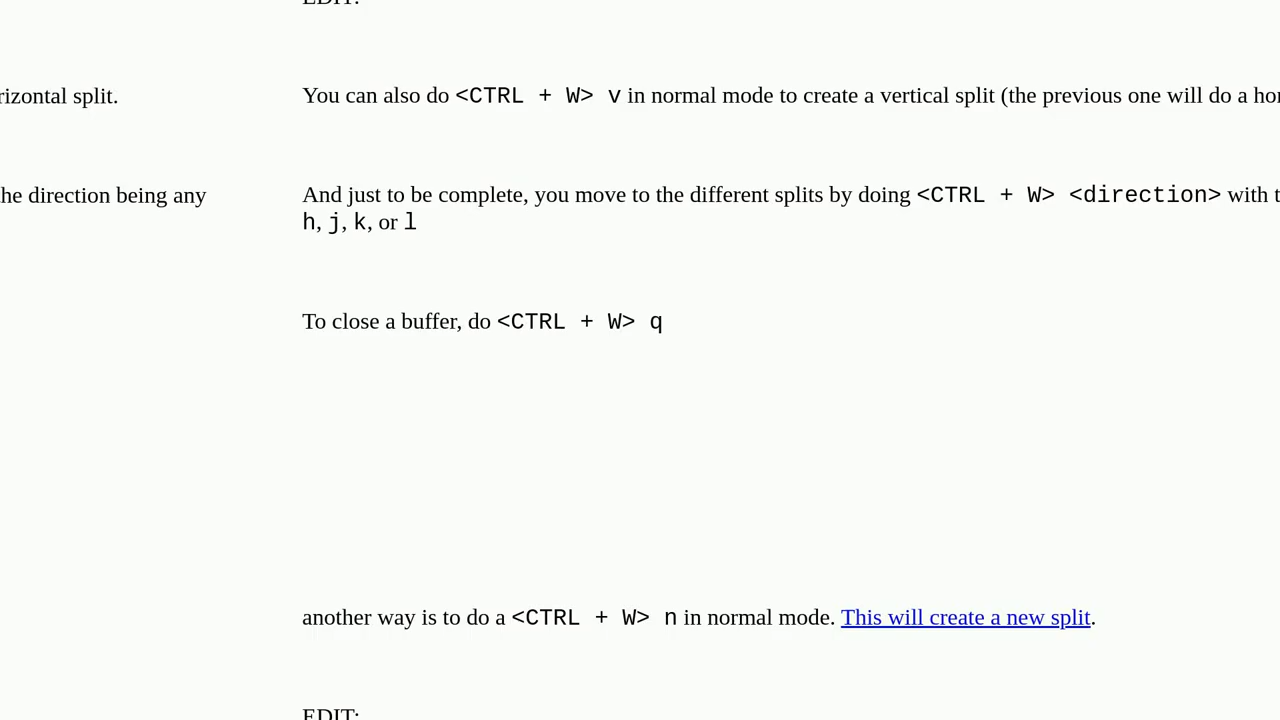 EDIT:
rizontal split.
You can also do <CTRL + W> v in normal mode to create a vertical split (the previous one will do a hor
he direction being any
And just to be complete, you move to the different splits by doing <CTRL + W> <direction> with t
h, j, k, or l
To close a buffer, do <CTRL + W> q
another way is to do a <CTRL + W> n in normal mode. This will create a new split.
EDIT: